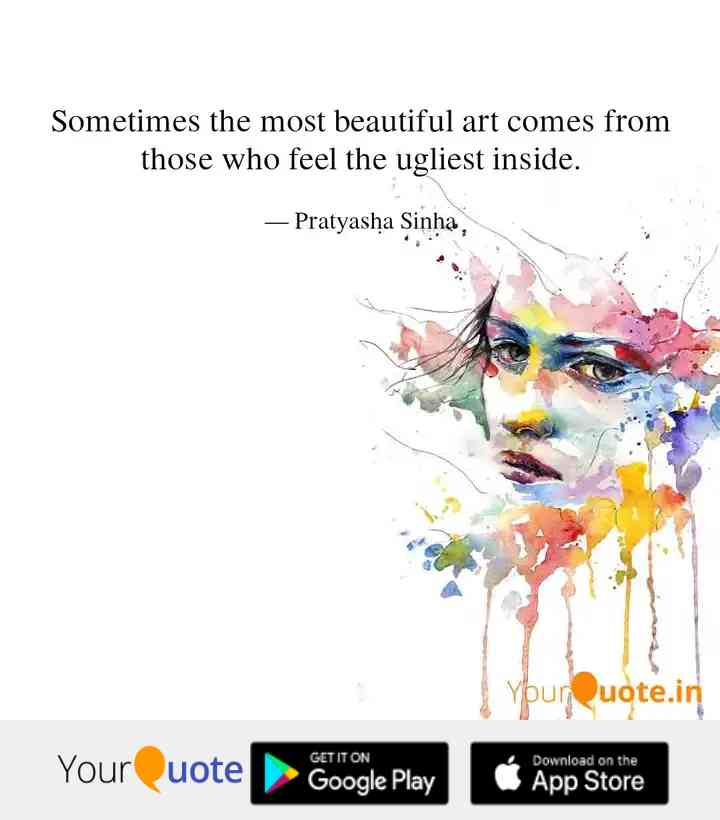 Sometimes the most beautiful art comes from
those who feel the ugliest inside.
— Pratyasha Sinha
YourQuote.in
YourQuote
GET IT ON
Google Play
Download on the
App Store